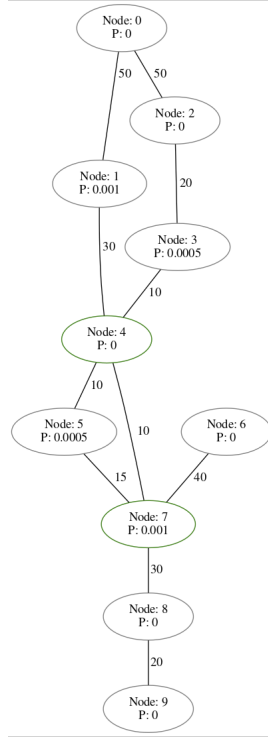 Node: 0
P: 0
50
50
Node: 2
P: 0
Node: 1
P: 0.001
20
30
Node: 3
P: 0.0005
10
Node: 4
P: 0
10
10
Node: 5
P: 0.0005
Node: 6
P: 0
15
40
Node: 7
P: 0.001
30
Node: 8
P: 0
20
Node: 9
P: 0